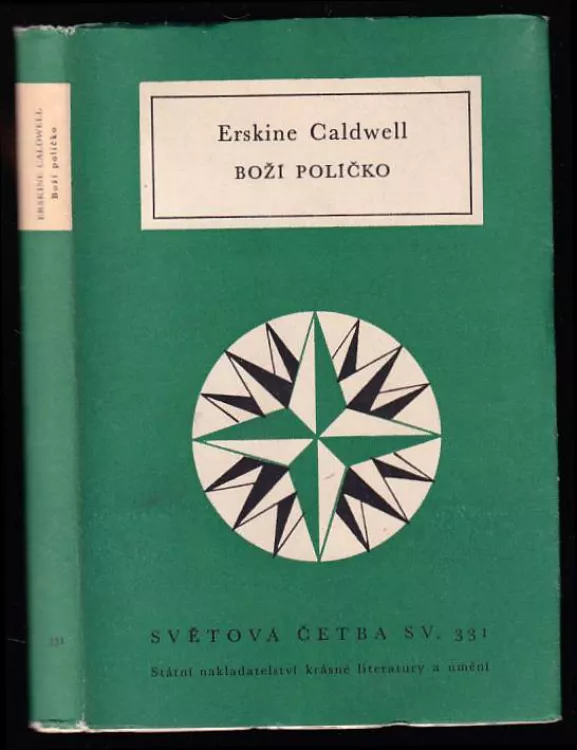 Erskine Caldwell
BOŽÍ POLÍČKO
SVĚTOVÁ ČETBA SV. 331
Státní nakladatelství krásné literatury a umění
ERSKINE CALDWELL
Boží políčko
331